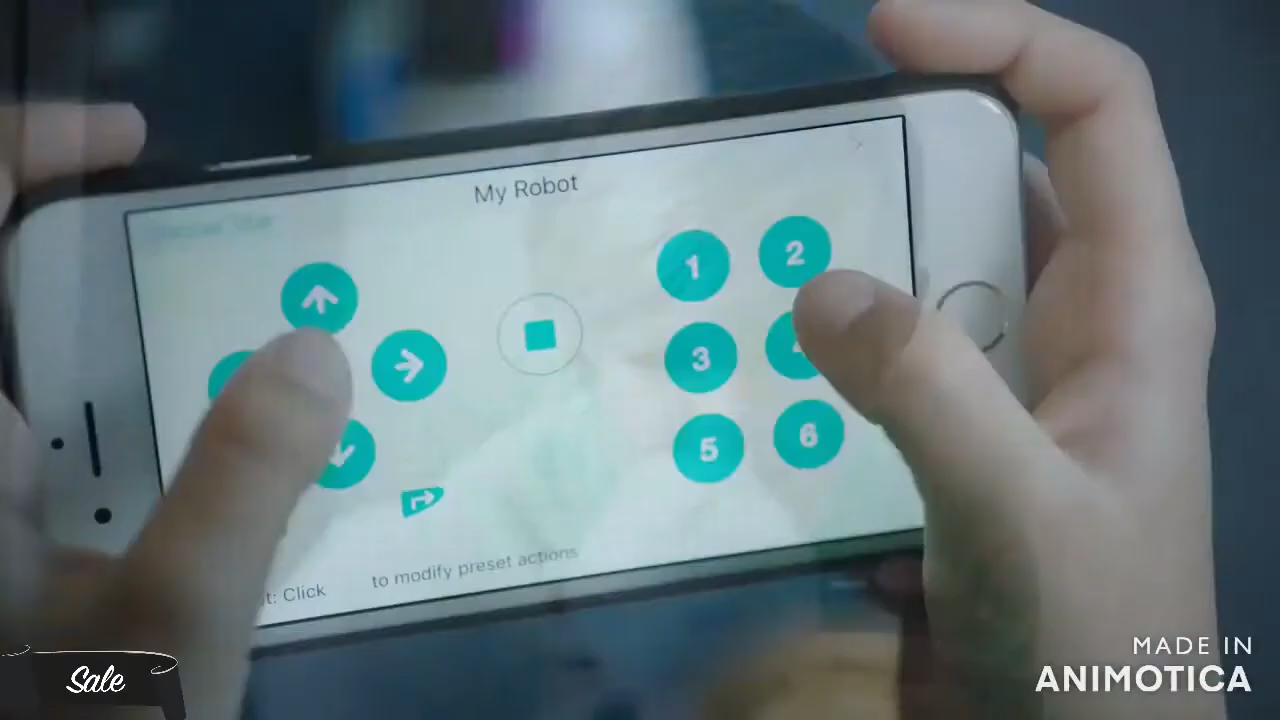 My Robot
1
2
3
5
6
t: Click to modify preset actions
Sale
MADE IN
ANIMOTICA